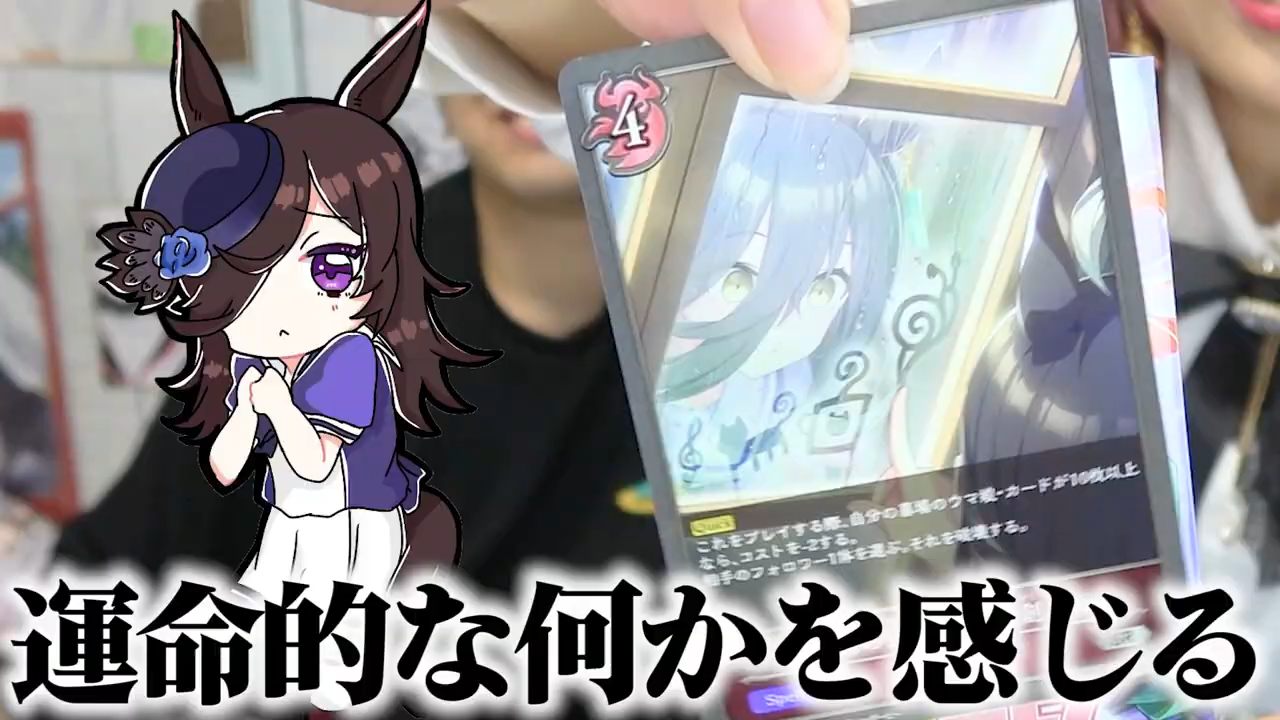 4
Quick
これをプレイする際、自分の墓場のウマ娘・カードが10枚以上
なら、コストを-2する。
相手のフォロワー1体を選ぶ。それを破壊する。
運命的な何かを感じる